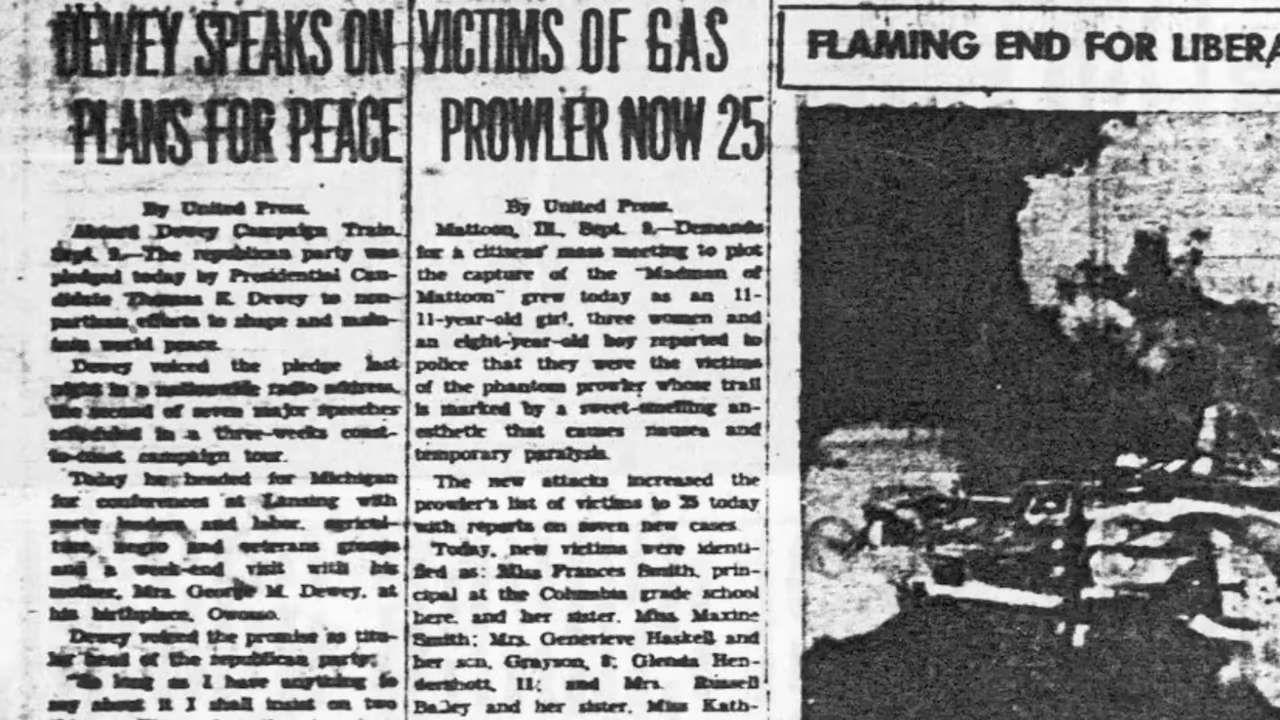 DEWEY SPEAKS ON
PLANS FOR PEACE
By United Press.
Aboard Dewey Campaign Train,
Sept. 9.—The republican party was
pledged today by Presidential Can-
didate Thomas E. Dewey to non-
partisan efforts to shape and main-
tain world peace.
Dewey voiced the pledge last
night in a nationwide radio address,
the second of seven major speeches
scheduled in a three-weeks coast-
to-coast campaign tour.
Today he headed for Michigan
for conferences at Lansing with
party leaders and labor, agricul-
ture, negro and veterans groups
and a week-end visit with his
mother, Mrs. George M. Dewey, at
his birthplace, Owosso.
Dewey voiced the promise as titu-
lar head of the republican party:
"So long as I have anything to
say about it I shall insist on two
VICTIMS OF GAS
PROWLER NOW 25
By United Press.
Mattoon, Ill., Sept. 9.—Demands
for a citizens' mass meeting to plot
the capture of the "Madman of
Mattoon" grew today as an 11-
11-year-old girl, three women and
an eight-year-old boy reported to
police that they were the victims
of the phantom prowler whose trail
is marked by a sweet-smelling an-
esthetic that causes nausea and
temporary paralysis.
The new attacks increased the
prowler's list of victims to 25 today
with reports on seven new cases.
Today, new victims were identi-
fied as: Miss Frances Smith, prin-
cipal at the Columbia grade school
here, and her sister, Miss Maxine
Smith; Mrs. Genevieve Haskell and
her son, Grayson, 8; Glenda Hen-
dershott, 11; and Mrs. Russell
Bailey and her sister, Miss Kath-
FLAMING END FOR LIBERA